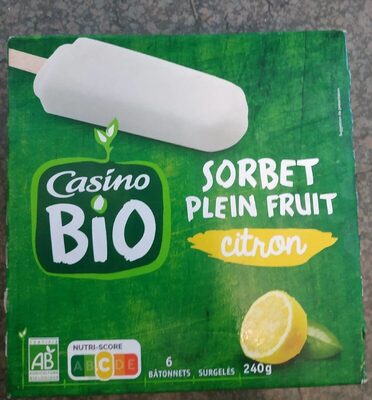 Casino
BiO
SORBET
PLEIN FRUIT
citron
AB
NUTRI-SCORE
A B C D E
6
BÂTONNETS SURGELÉS 240g